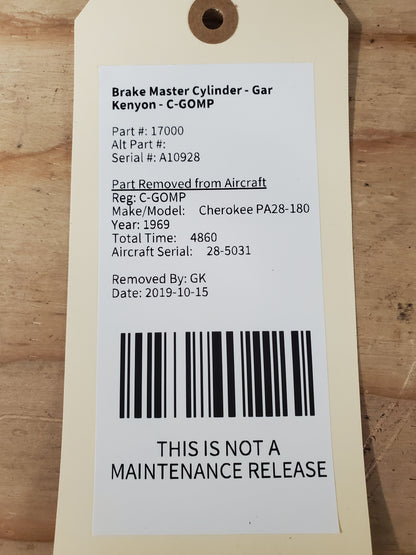 Brake Master Cylinder - Gar
Kenyon - C-GOMP
Part #: 17000
Alt Part #:
Serial #: A10928
Part Removed from Aircraft
Reg: C-GOMP
Make/Model: Cherokee PA28-180
Year: 1969
Total Time: 4860
Aircraft Serial: 28-5031
Removed By: GK
Date: 2019-10-15
THIS IS NOT A
MAINTENANCE RELEASE